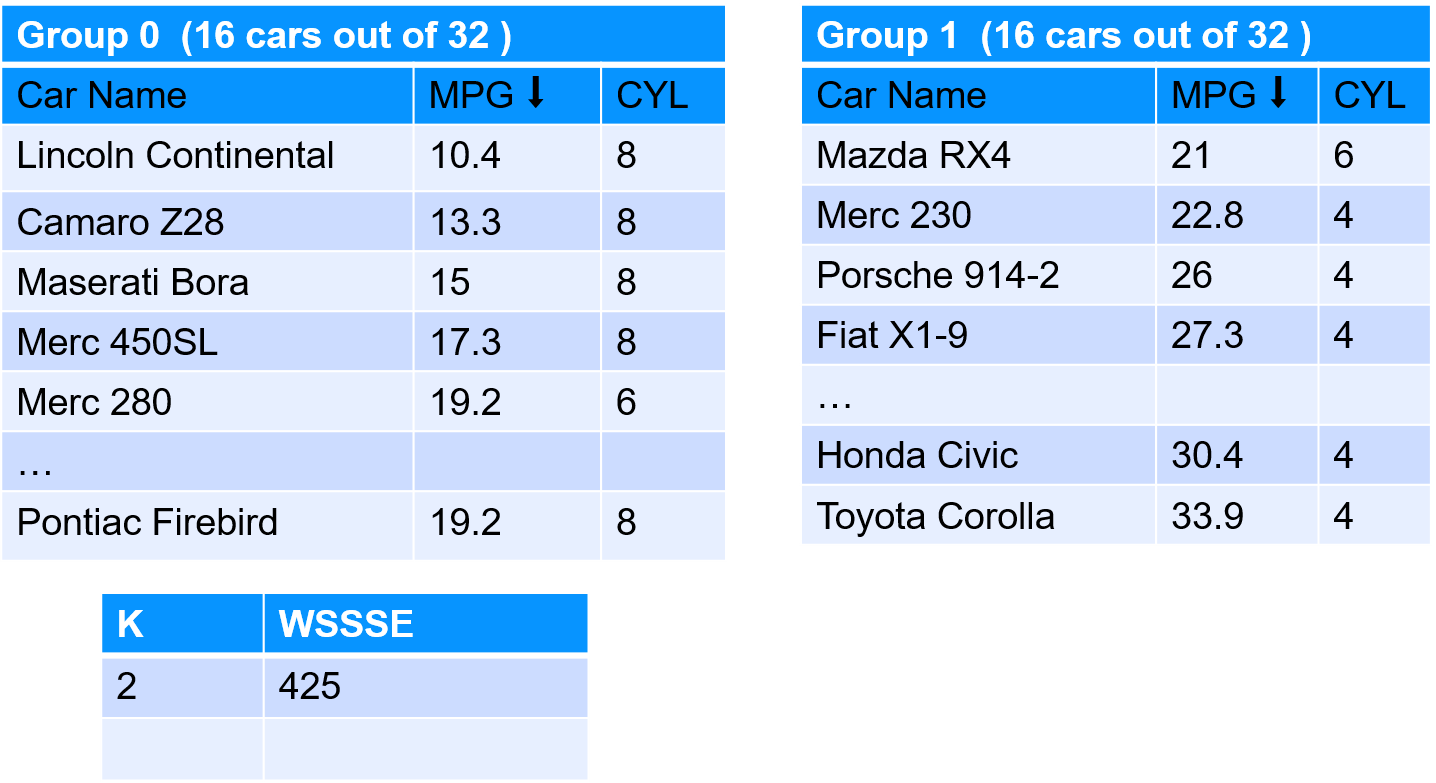 Group 0 (16 cars out of 32 )
Car Name MPG ⬇ CYL
Lincoln Continental 10.4 8
Camaro Z28 13.3 8
Maserati Bora 15 8
Merc 450SL 17.3 8
Merc 280 19.2 6
…
Pontiac Firebird 19.2 8
Group 1 (16 cars out of 32 )
Car Name MPG ⬇ CYL
Mazda RX4 21 6
Merc 230 22.8 4
Porsche 914-2 26 4
Fiat X1-9 27.3 4
…
Honda Civic 30.4 4
Toyota Corolla 33.9 4
K WSSSE
2 425